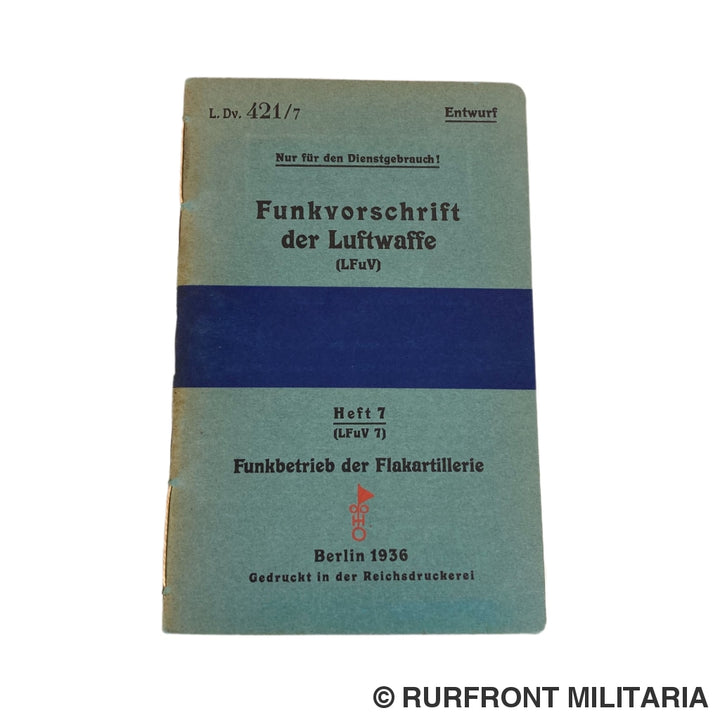 L. Dv. 421/7
Entwurf
Nur für den Dienstgebrauch!
Funkvorschrift
der Luftwaffe
(LFuV)
Heft 7
(LFuV 7)
Funkbetrieb der Flakartillerie
Berlin 1936
Gedruckt in der Reichsdruckerei
© RURFRONT MILITARIA